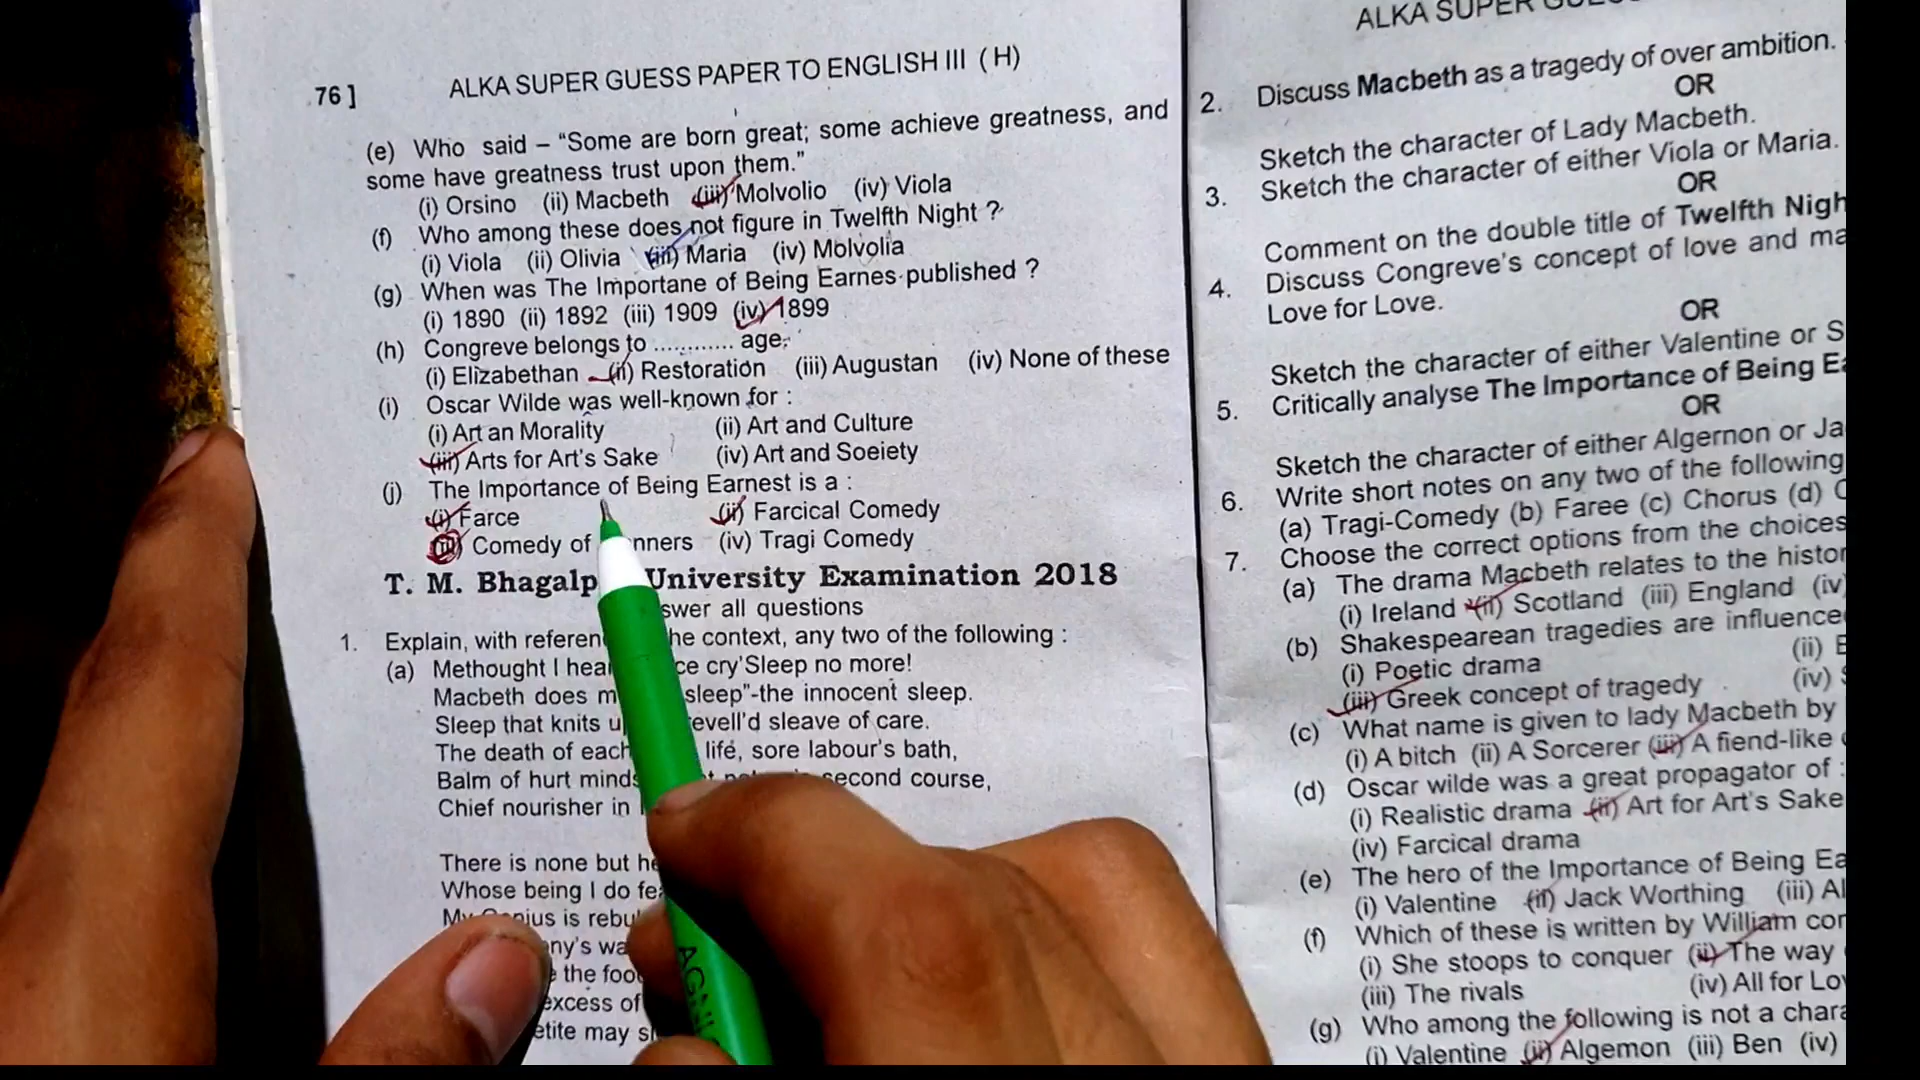 76 ]
ALKA SUPER GUESS PAPER TO ENGLISH III ( H)
(e) Who said – “Some are born great; some achieve greatness, and
some have greatness trust upon them.”
(i) Orsino (ii) Macbeth (iii) Molvolio (iv) Viola
(f) Who among these does not figure in Twelfth Night ?
(i) Viola (ii) Olivia (iii) Maria (iv) Molvolia
(g) When was The Importane of Being Earnes published ?
(i) 1890 (ii) 1892 (iii) 1909 (iv) 1899
(h) Congreve belongs to ............ age.
(i) Elizabethan (ii) Restoration (iii) Augustan (iv) None of these
(i) Oscar Wilde was well-known for :
(i) Art an Morality (ii) Art and Culture
(iii) Arts for Art's Sake (iv) Art and Soeiety
(j) The Importance of Being Earnest is a :
(i) Farce (ii) Farcical Comedy
(iii) Comedy of nners (iv) Tragi Comedy
T. M. Bhagalp University Examination 2018
swer all questions
1. Explain, with referen he context, any two of the following :
(a) Methought I hea ce cry'Sleep no more!
Macbeth does m sleep"-the innocent sleep.
Sleep that knits u evell'd sleave of care.
The death of each life, sore labour's bath,
Balm of hurt minds second course,
Chief nourisher in
There is none but he
Whose being I do fea
My Genius is rebu
ny's wa
the foo
excess of
etite may s
AGNI
ALKA SUPER
2. Discuss Macbeth as a tragedy of over ambition.
OR
Sketch the character of Lady Macbeth.
3. Sketch the character of either Viola or Maria.
OR
Comment on the double title of Twelfth Nigh
4. Discuss Congreve's concept of love and ma
Love for Love.
OR
Sketch the character of either Valentine or S
5. Critically analyse The Importance of Being Ea
OR
Sketch the character of either Algernon or Ja
6. Write short notes on any two of the following
(a) Tragi-Comedy (b) Faree (c) Chorus (d) C
7. Choose the correct options from the choices
(a) The drama Macbeth relates to the histor
(i) Ireland (ii) Scotland (iii) England (iv)
(b) Shakespearean tragedies are influence
(i) Poetic drama (ii) E
(iii) Greek concept of tragedy (iv) S
(c) What name is given to lady Macbeth by
(i) A bitch (ii) A Sorcerer (iii) A fiend-like
(d) Oscar wilde was a great propagator of :
(i) Realistic drama (ii) Art for Art's Sake
(iv) Farcical drama
(e) The hero of the Importance of Being Ea
(i) Valentine (ii) Jack Worthing (iii) Al
(f) Which of these is written by William con
(i) She stoops to conquer (ii) The way
(iii) The rivals (iv) All for Lo
(g) Who among the following is not a chara
(i) Valentine (ii) Algemon (iii) Ben (iv)